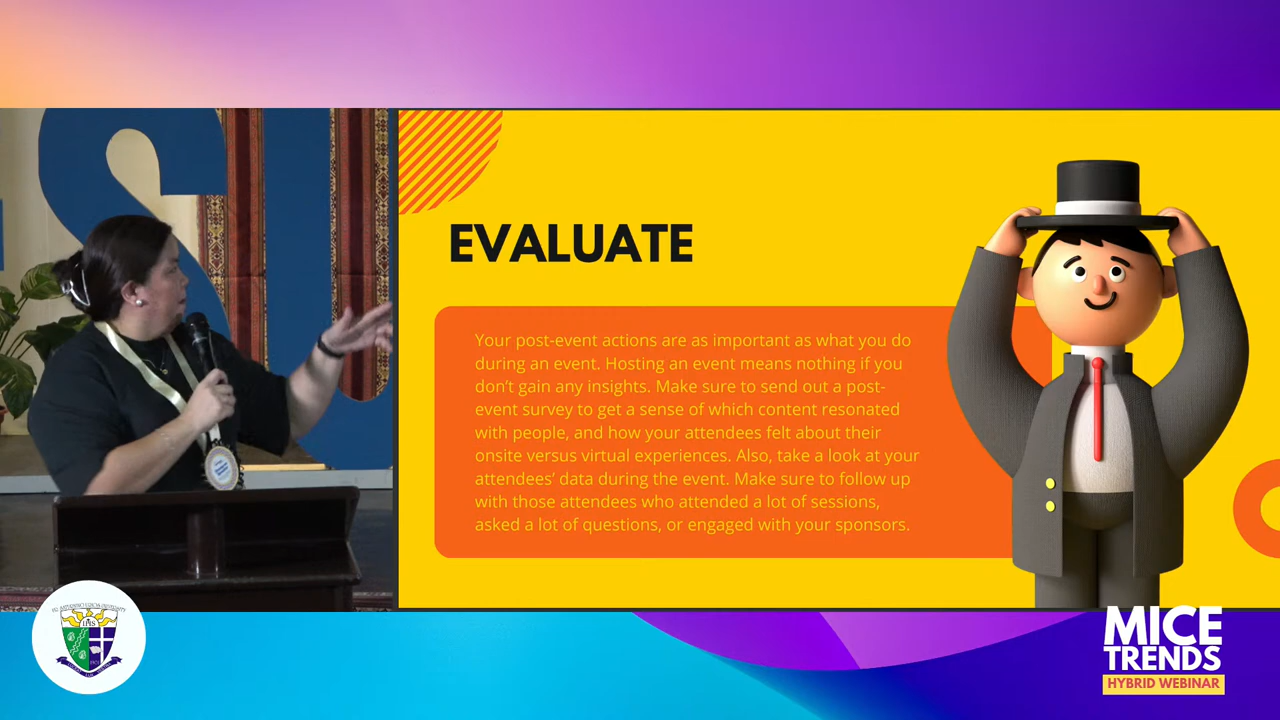 EVALUATE
Your post-event actions are as important as what you do
during an event. Hosting an event means nothing if you
don't gain any insights. Make sure to send out a post-
event survey to get a sense of which content resonated
with people, and how your attendees felt about their
onsite versus virtual experiences. Also, take a look at your
attendees' data during the event. Make sure to follow up
with those attendees who attended a lot of sessions,
asked a lot of questions, or engaged with your sponsors.
IHS
MICE
TRENDS
HYBRID WEBINAR